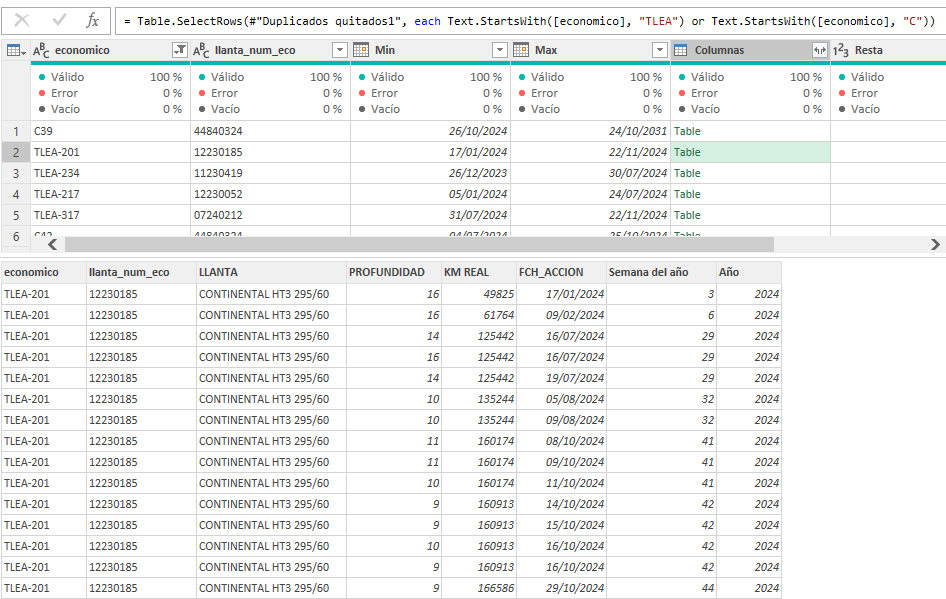 fx = Table.SelectRows(#"Duplicados quitados1", each Text.StartsWith([economico], "TLEA") or Text.StartsWith([economico], "C"))
ABC economico ABC llanta_num_eco Min Max Columnas 123 Resta
Válido 100 % Válido 100 % Válido 100 % Válido 100 % Válido 100 % Válido
Error 0 % Error 0 % Error 0 % Error 0 % Error 0 % Error
Vacío 0 % Vacío 0 % Vacío 0 % Vacío 0 % Vacío 0 % Vacío
1 C39 44840324 26/10/2024 24/10/2031 Table
2 TLEA-201 12230185 17/01/2024 22/11/2024 Table
3 TLEA-234 11230419 26/12/2023 30/07/2024 Table
4 TLEA-217 12230052 05/01/2024 24/07/2024 Table
5 TLEA-317 07240212 31/07/2024 22/11/2024 Table
6 C42 44840324 04/07/2024 25/10/2024 Table
economico llanta_num_eco LLANTA PROFUNDIDAD KM REAL FCH_ACCION Semana del año Año
TLEA-201 12230185 CONTINENTAL HT3 295/60 16 49825 17/01/2024 3 2024
TLEA-201 12230185 CONTINENTAL HT3 295/60 16 61764 09/02/2024 6 2024
TLEA-201 12230185 CONTINENTAL HT3 295/60 14 125442 16/07/2024 29 2024
TLEA-201 12230185 CONTINENTAL HT3 295/60 16 125442 16/07/2024 29 2024
TLEA-201 12230185 CONTINENTAL HT3 295/60 14 125442 19/07/2024 29 2024
TLEA-201 12230185 CONTINENTAL HT3 295/60 10 135244 05/08/2024 32 2024
TLEA-201 12230185 CONTINENTAL HT3 295/60 10 135244 09/08/2024 32 2024
TLEA-201 12230185 CONTINENTAL HT3 295/60 11 160174 08/10/2024 41 2024
TLEA-201 12230185 CONTINENTAL HT3 295/60 11 160174 09/10/2024 41 2024
TLEA-201 12230185 CONTINENTAL HT3 295/60 10 160174 11/10/2024 41 2024
TLEA-201 12230185 CONTINENTAL HT3 295/60 9 160913 14/10/2024 42 2024
TLEA-201 12230185 CONTINENTAL HT3 295/60 9 160913 15/10/2024 42 2024
TLEA-201 12230185 CONTINENTAL HT3 295/60 10 160913 16/10/2024 42 2024
TLEA-201 12230185 CONTINENTAL HT3 295/60 9 160913 16/10/2024 42 2024
TLEA-201 12230185 CONTINENTAL HT3 295/60 9 166586 29/10/2024 44 2024